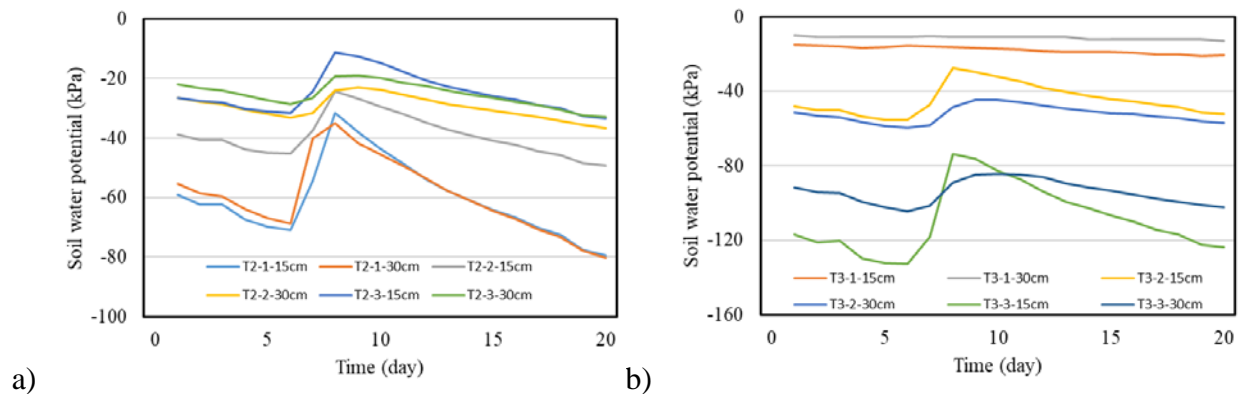 a)
Soil water potential (kPa)
0
-20
-40
-60
-80
-100
T2-1-15cm T2-1-30cm T2-2-15cm
T2-2-30cm T2-3-15cm T2-3-30cm
0 5 10 15 20
Time (day)
b)
Soil water potential (kPa)
0
-40
-80
-120
-160
T3-1-15cm T3-1-30cm T3-2-15cm
T3-2-30cm T3-3-15cm T3-3-30cm
0 5 10 15 20
Time (day)